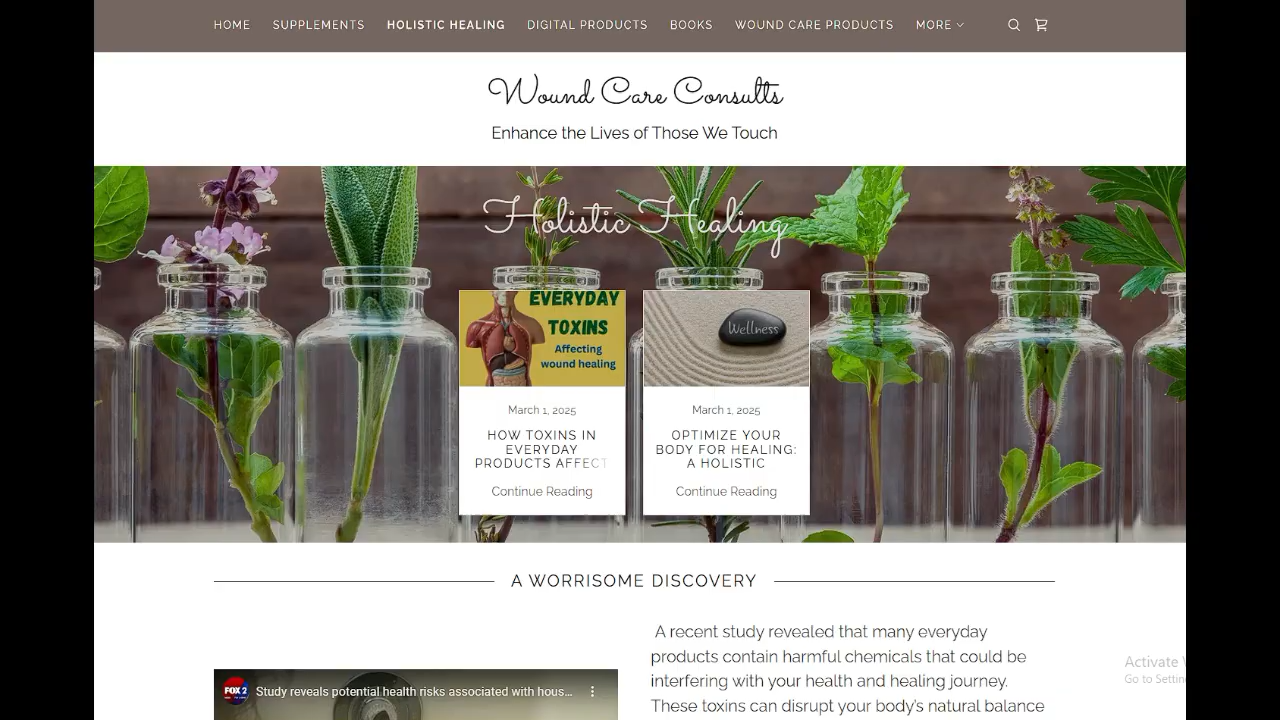 HOME SUPPLEMENTS HOLISTIC HEALING DIGITAL PRODUCTS BOOKS WOUND CARE PRODUCTS MORE
Wound Care Consults
Enhance the Lives of Those We Touch
Holistic Healing
EVERYDAY
TOXINS
Affecting
wound healing
March 1, 2025
HOW TOXINS IN
EVERYDAY
PRODUCTS AFFECT
Continue Reading
Wellness
March 1, 2025
OPTIMIZE YOUR
BODY FOR HEALING:
A HOLISTIC
Continue Reading
A WORRISOME DISCOVERY
FOX 2
Study reveals potential health risks associated with hous...
A recent study revealed that many everyday
products contain harmful chemicals that could be
interfering with your health and healing journey.
These toxins can disrupt your body's natural balance
Activate
Go to Settin